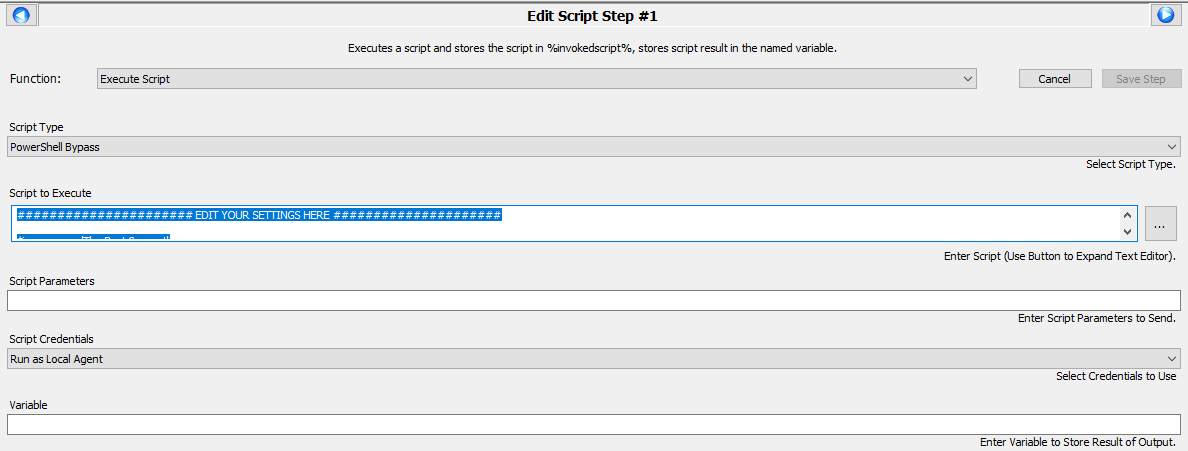 Edit Script Step #1
Executes a script and stores the script in %invokedscript%, stores script result in the named variable.
Function:
Execute Script
Cancel
Save Step
Script Type
PowerShell Bypass
Select Script Type.
Script to Execute
###################### EDIT YOUR SETTINGS HERE #####################
...
Enter Script (Use Button to Expand Text Editor).
Script Parameters
Enter Script Parameters to Send.
Script Credentials
Run as Local Agent
Select Credentials to Use
Variable
Enter Variable to Store Result of Output.